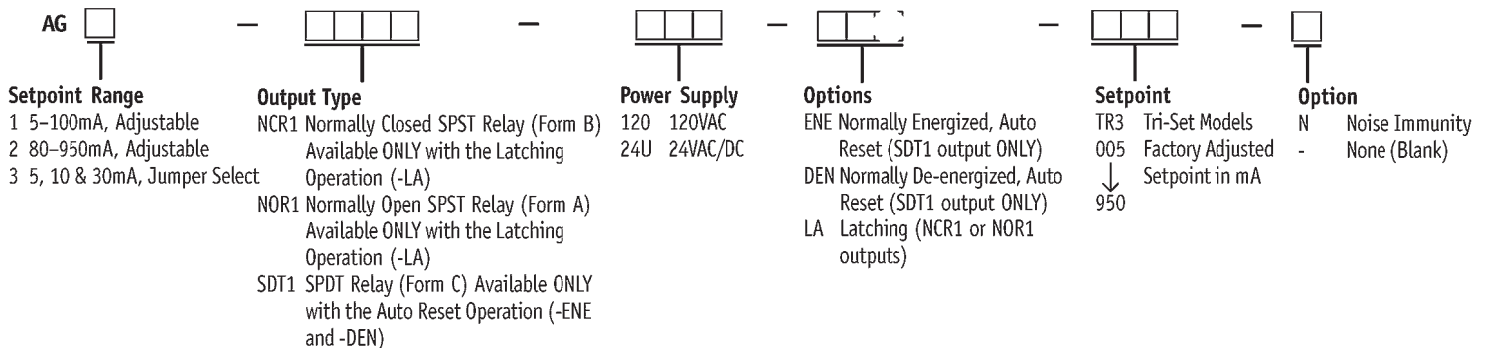 AG – – – – –
Setpoint Range
1 5–100mA, Adjustable
2 80–950mA, Adjustable
3 5, 10 & 30mA, Jumper Select
Output Type
NCR1 Normally Closed SPST Relay (Form B)
Available ONLY with the Latching
Operation (-LA)
NOR1 Normally Open SPST Relay (Form A)
Available ONLY with the Latching
Operation (-LA)
SDT1 SPDT Relay (Form C) Available ONLY
with the Auto Reset Operation (-ENE
and -DEN)
Power Supply
120 120VAC
24U 24VAC/DC
Options
ENE Normally Energized, Auto
Reset (SDT1 output ONLY)
DEN Normally De-energized, Auto
Reset (SDT1 output ONLY)
LA Latching (NCR1 or NOR1
outputs)
Setpoint
TR3 Tri-Set Models
005 Factory Adjusted
↓ Setpoint in mA
950
Option
N Noise Immunity
- None (Blank)